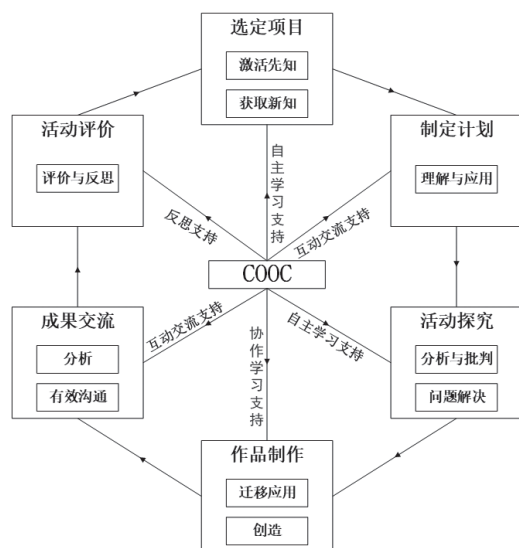 选定项目
激活先知
获取新知
活动评价
评价与反思
制定计划
理解与应用
自主学习支持
反思支持
互动交流支持
COOC
互动交流支持
协作学习支持
自主学习支持
成果交流
分析
有效沟通
活动探究
分析与批判
问题解决
作品制作
迁移应用
创造